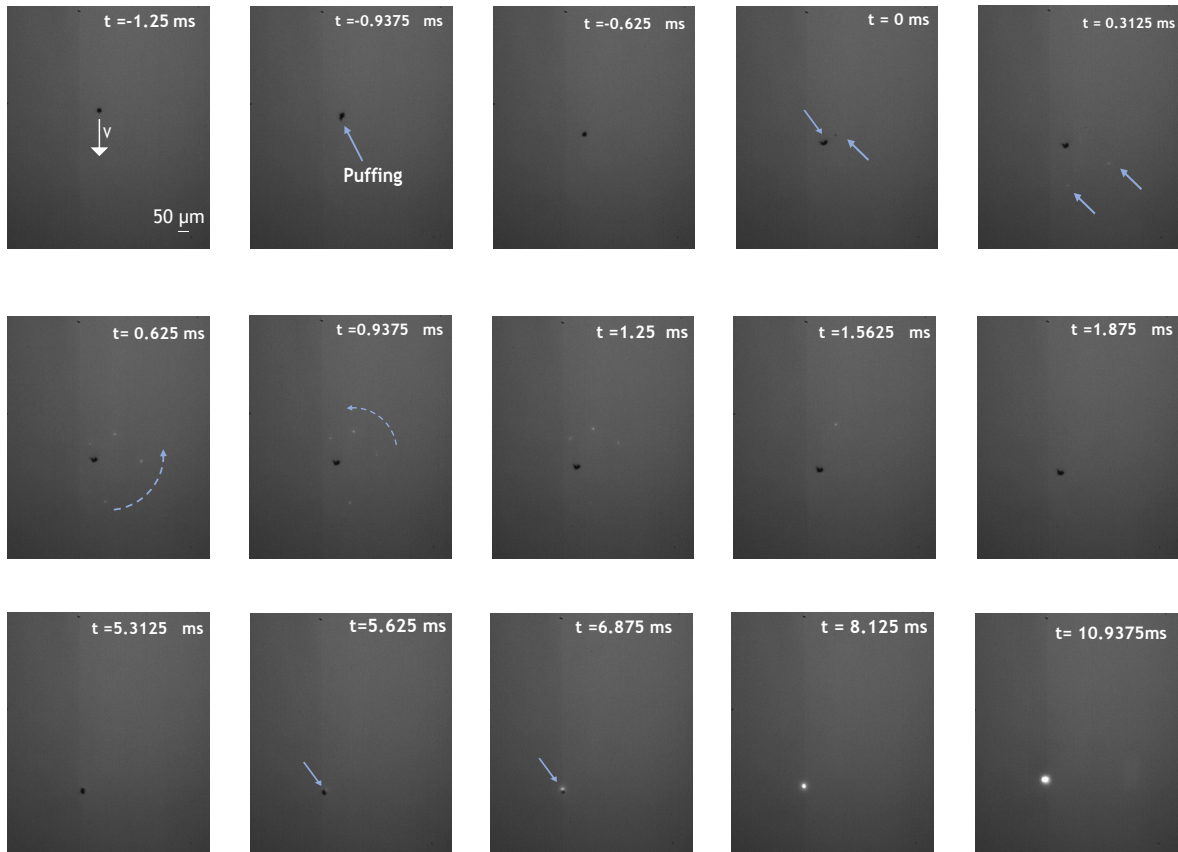 t =-1.25 ms
t =-0.9375 ms
t =-0.625 ms
t = 0 ms
t = 0.3125 ms
V
Puffing
50 µm
t= 0.625 ms
t =0.9375 ms
t =1.25 ms
t =1.5625 ms
t =1.875 ms
t =5.3125 ms
t=5.625 ms
t =6.875 ms
t = 8.125 ms
t= 10.9375ms